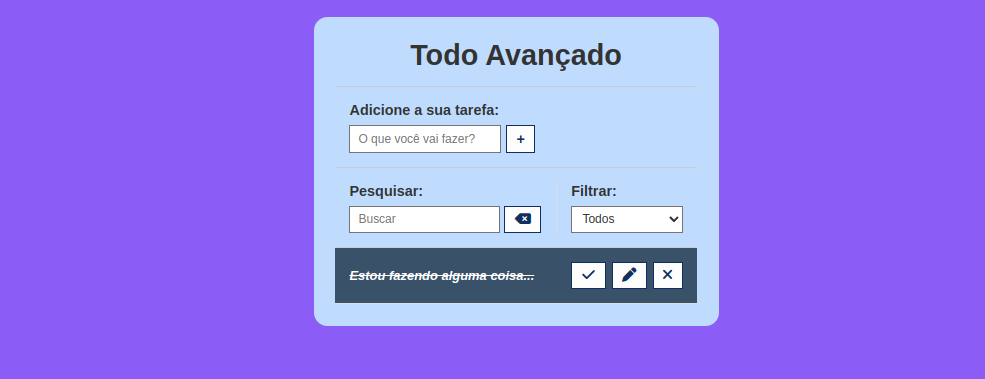 Todo Avançado
Adicione a sua tarefa:
O que você vai fazer?
+
Pesquisar:
Filtrar:
Buscar
Todos
Estou fazendo alguma coisa...